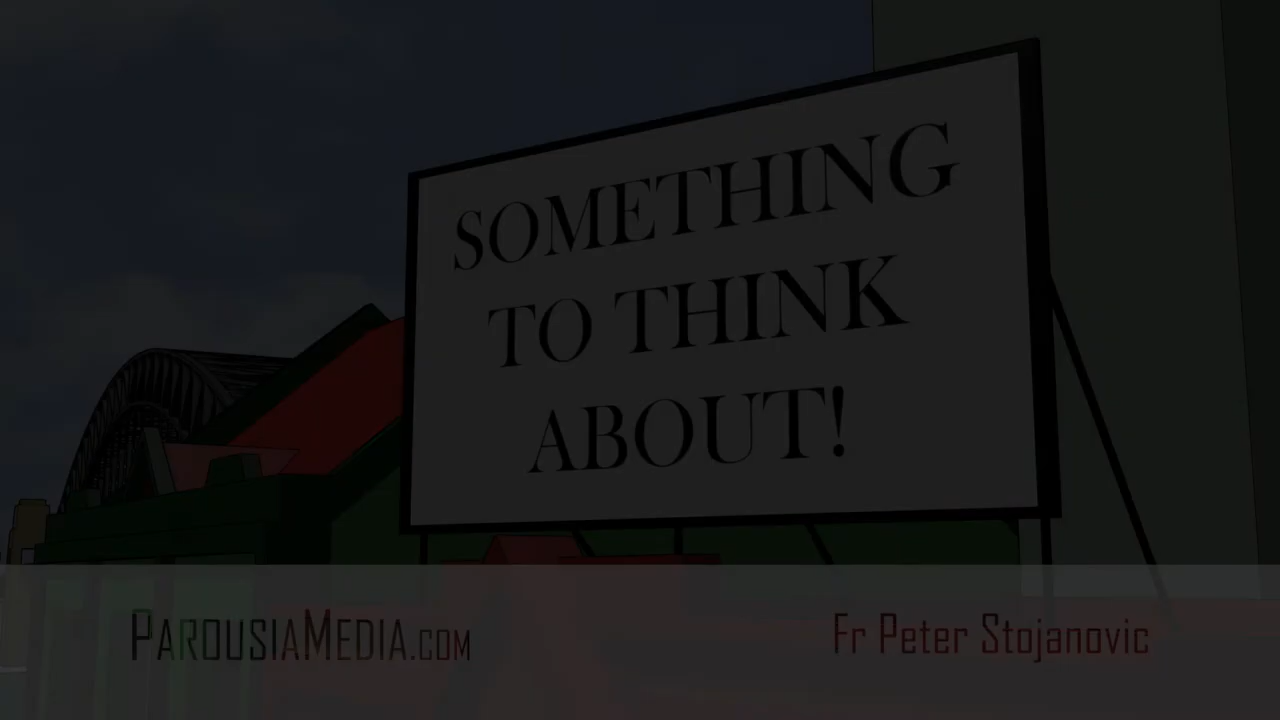 SOMETHING
TO THINK
ABOUT!
PAROUSIAMEDIA.COM
Fr Peter Stojanovic